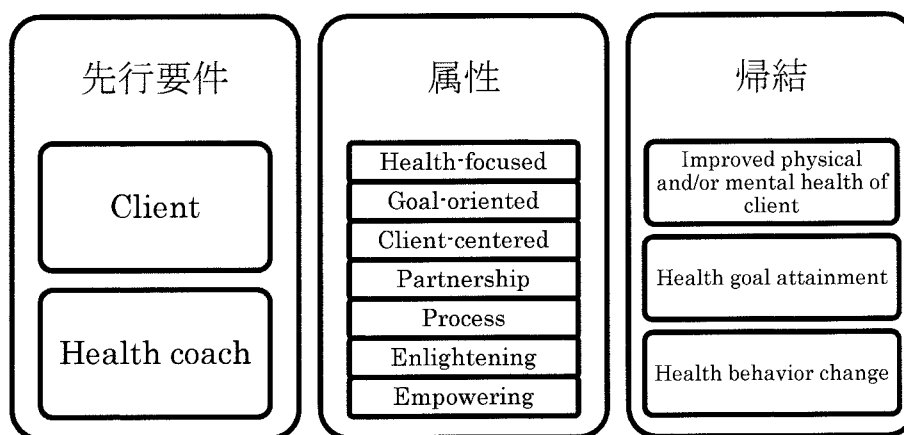 先行要件
Client
Health coach
属性
Health-focused
Goal-oriented
Client-centered
Partnership
Process
Enlightening
Empowering
帰結
Improved physical
and/or mental health of
client
Health goal attainment
Health behavior change